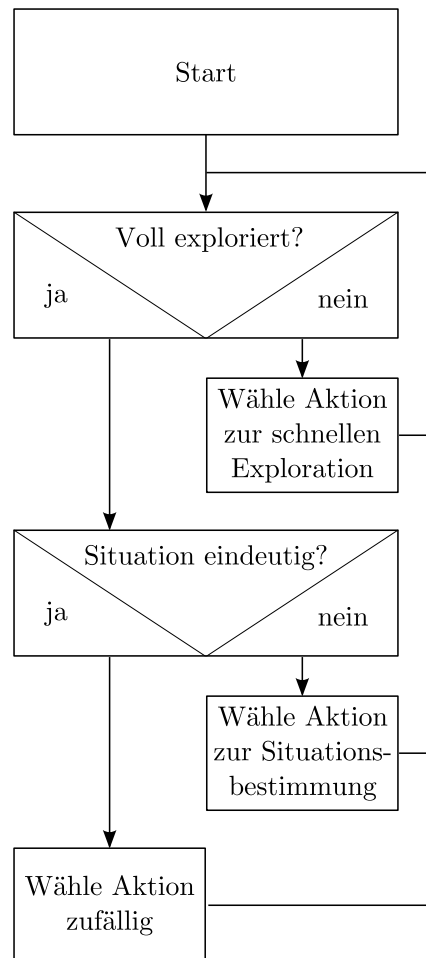 Start
Voll exploriert?
ja
nein
Wähle Aktion
zur schnellen
Exploration
Situation eindeutig?
ja
nein
Wähle Aktion
zur Situations-
bestimmung
Wähle Aktion
zufällig